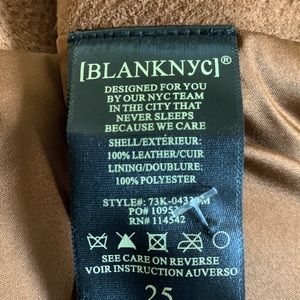 [BLANKNYC]®
DESIGNED FOR YOU
BY OUR NYC TEAM
IN THE CITY THAT
NEVER SLEEPS
BECAUSE WE CARE
SHELL/EXTÉRIEUR:
100% LEATHER/CUIR
LINING/DOUBLURE:
100% POLYESTER
STYLE#:
PO#
RN# 114542
SEE CARE ON REVERSE
VOIR INSTRUCTION AUVERSO
25